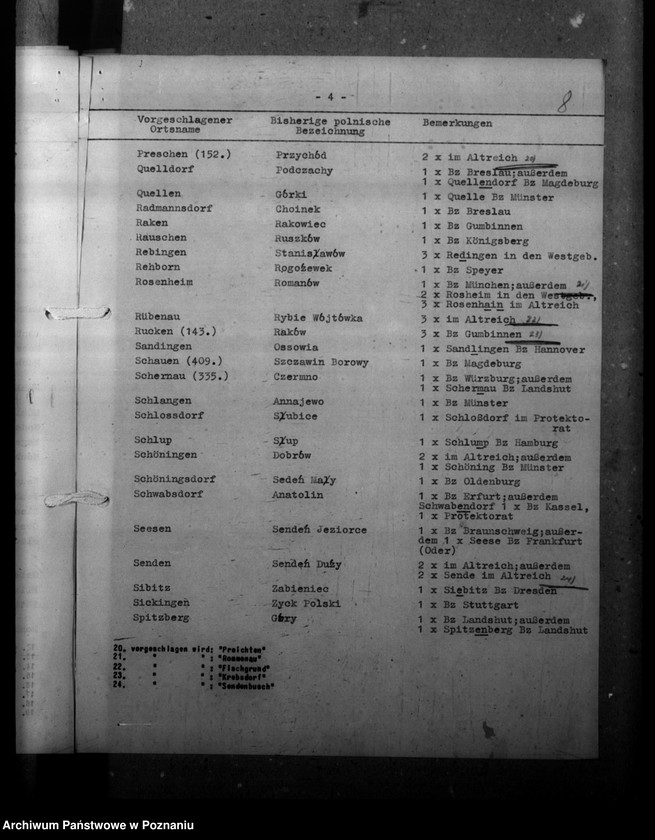 - 4 -
8
Vorgeschlagener Ortsname | Bisherige polnische Bezeichnung | Bemerkungen
Preschen (152.) Przychód 2 x im Altreich 20)
Quelldorf Podczachy 1 x Bz Breslau;außerdem
1 x Quellendorf Bz Magdeburg
Quellen Górki 1 x Quelle Bz Münster
Radmannsdorf Choinek 1 x Bz Breslau
Raken Rakowiec 1 x Bz Gumbinnen
Rauschen Ruszków 1 x Bz Königsberg
Rebingen Stanisławów 3 x Redingen in den Westgeb.
Rehborn Rogożewek 1 x Bz Speyer
Rosenheim Romanów 1 x Bz München;außerdem 21)
2 x Rosheim in den Westgeb.,
3 x Rosenhain im Altreich
Rübenau Rybie Wójtówka 3 x im Altreich 22)
Rucken (143.) Raków 3 x Bz Gumbinnen 23)
Sandingen Ossowia 1 x Sandlingen Bz Hannover
Schauen (409.) Szczawin Borowy 1 x Bz Magdeburg
Schernau (335.) Czermno 1 x Bz Würzburg;außerdem
1 x Schermau Bz Landshut
Schlangen Annajewo 1 x Bz Münster
Schlossdorf Słubice 1 x Schloßdorf im Protekto-
rat
Schlup Słup 1 x Schlump Bz Hamburg
Schöningen Dobrów 2 x im Altreich;außerdem
1 x Schöning Bz Münster
Schöningsdorf Sedeń Mały 1 x Bz Oldenburg
Schwabsdorf Anatolin 1 x Bz Erfurt;außerdem
Schwabendorf 1 x Bz Kassel,
1 x Protektorat
Seesen Sendeń Jeziorce 1 x Bz Braunschweig;außer-
dem 1 x Seese Bz Frankfurt
(Oder)
Senden Sendeń Duży 2 x im Altreich;außerdem
2 x Sende im Altreich 24)
Sibitz Zabieniec 1 x Siebitz Bz Dresden
Sickingen Zyck Polski 1 x Bz Stuttgart
Spitzberg Góry 1 x Bz Landshut;außerdem
1 x Spitzenberg Bz Landshut
20. vorgeschlagen wird: "Preichten"
21. " " : "Rommenau"
22. " " : "Fischgrund"
23. " " : "Krebsdorf"
24. " " : "Sendenbusch"
Archiwum Państwowe w Poznaniu